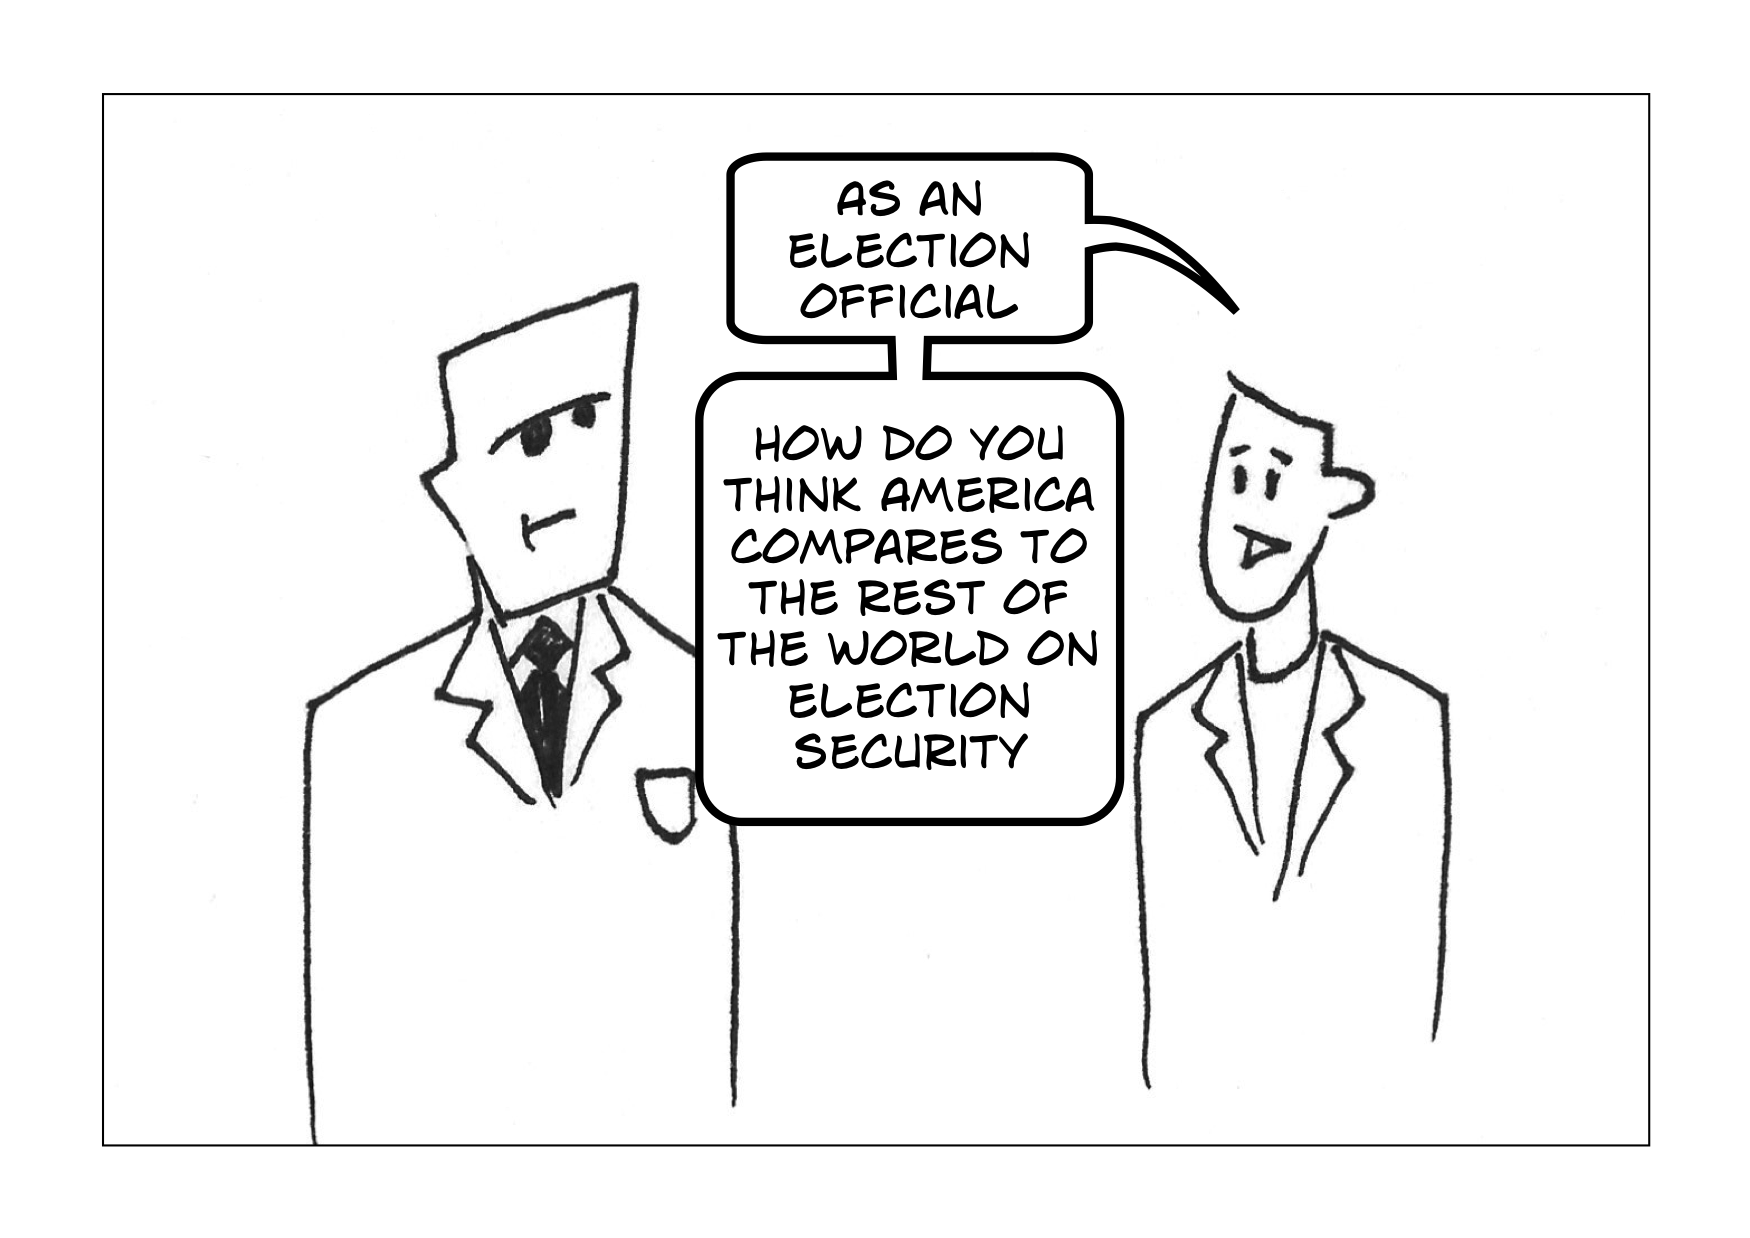 AS AN
ELECTION
OFFICIAL
HOW DO YOU
THINK AMERICA
COMPARES TO
THE REST OF
THE WORLD ON
ELECTION
SECURITY